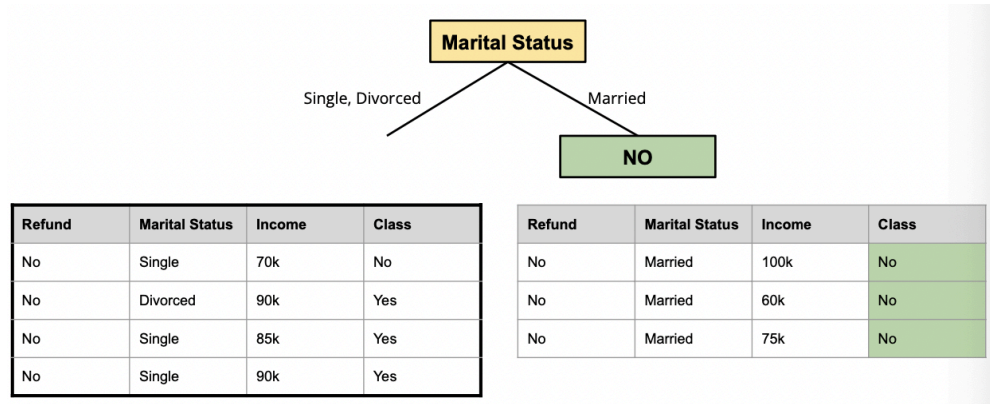 Marital Status
Single, Divorced
Married
NO
Refund Marital Status Income Class
No Single 70k No
No Divorced 90k Yes
No Single 85k Yes
No Single 90k Yes
Refund Marital Status Income Class
No Married 100k No
No Married 60k No
No Married 75k No